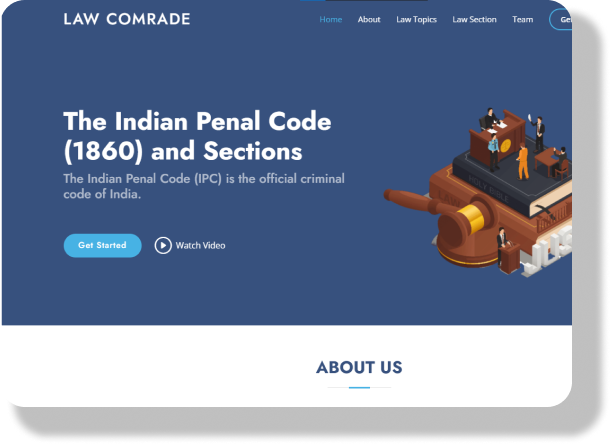 LAW COMRADE
Home About Law Topics Law Section Team
The Indian Penal Code
(1860) and Sections
The Indian Penal Code (IPC) is the official criminal
code of India.
Get Started Watch Video
ABOUT US